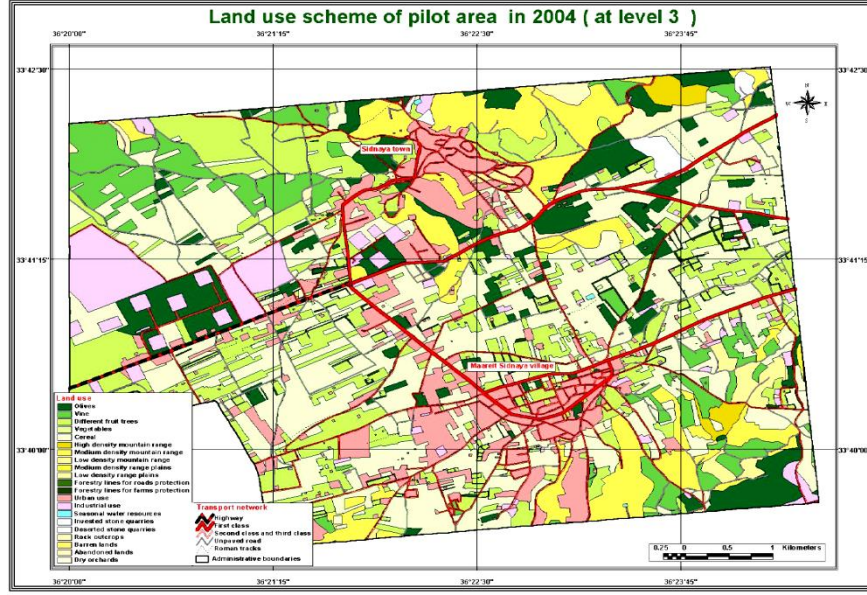 Land use scheme of pilot area in 2004 ( at level 3 )
36°20'00" 36°21'15" 36°22'30" 36°23'45"
33°42'30" 33°42'30"
N
S
Sidnaya town
33°41'15" 33°41'15"
Maarrit Sidnaya village
33°40'00" 33°40'00"
Land use
Olives
Vine
Different fruit trees
Vegetables
Cereal
High density mountain range
Medium density mountain range
Low density mountain range
Medium density range plains
Low density range plains
Forestry lines for roads protection
Forestry lines for farms protection
Urban use
Industrial use
Seasonal water resources
Invested stone quarries
Deserted stone quarries
Rock outcrops
Barren lands
Abandoned lands
Dry orchards
Transport network
Highway
First class
Second class and third class
Unpaved road
Roman tracks
Administrative boundaries
0.25 0 0.5 1 Kilometers
36°20'00" 36°21'15" 36°22'30" 36°23'45"